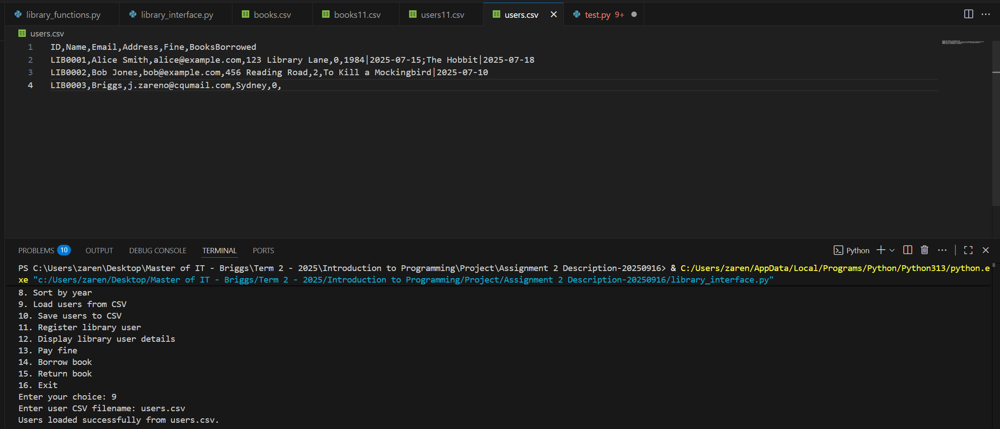 library_functions.py library_interface.py books.csv books11.csv users11.csv users.csv test.py 9+
users.csv
1 ID,Name,Email,Address,Fine,BooksBorrowed
2 LIB0001,Alice Smith,alice@example.com,123 Library Lane,0,1984|2025-07-15;The Hobbit|2025-07-18
3 LIB0002,Bob Jones,bob@example.com,456 Reading Road,2,To Kill a Mockingbird|2025-07-10
4 LIB0003,Briggs,j.zareno@cqumail.com,Sydney,0,
PROBLEMS 10 OUTPUT DEBUG CONSOLE TERMINAL PORTS Python
PS C:\Users\zaren\Desktop\Master of IT - Briggs\Term 2 - 2025\Introduction to Programming\Project\Assignment 2 Description-20250916> & C:/Users/zaren/AppData/Local/Programs/Python/Python313/python.e
xe "c:/Users/zaren/Desktop/Master of IT - Briggs/Term 2 - 2025/Introduction to Programming/Project/Assignment 2 Description-20250916/library_interface.py"
8. Sort by year
9. Load users from CSV
10. Save users to CSV
11. Register library user
12. Display library user details
13. Pay fine
14. Borrow book
15. Return book
16. Exit
Enter your choice: 9
Enter user CSV filename: users.csv
Users loaded successfully from users.csv.